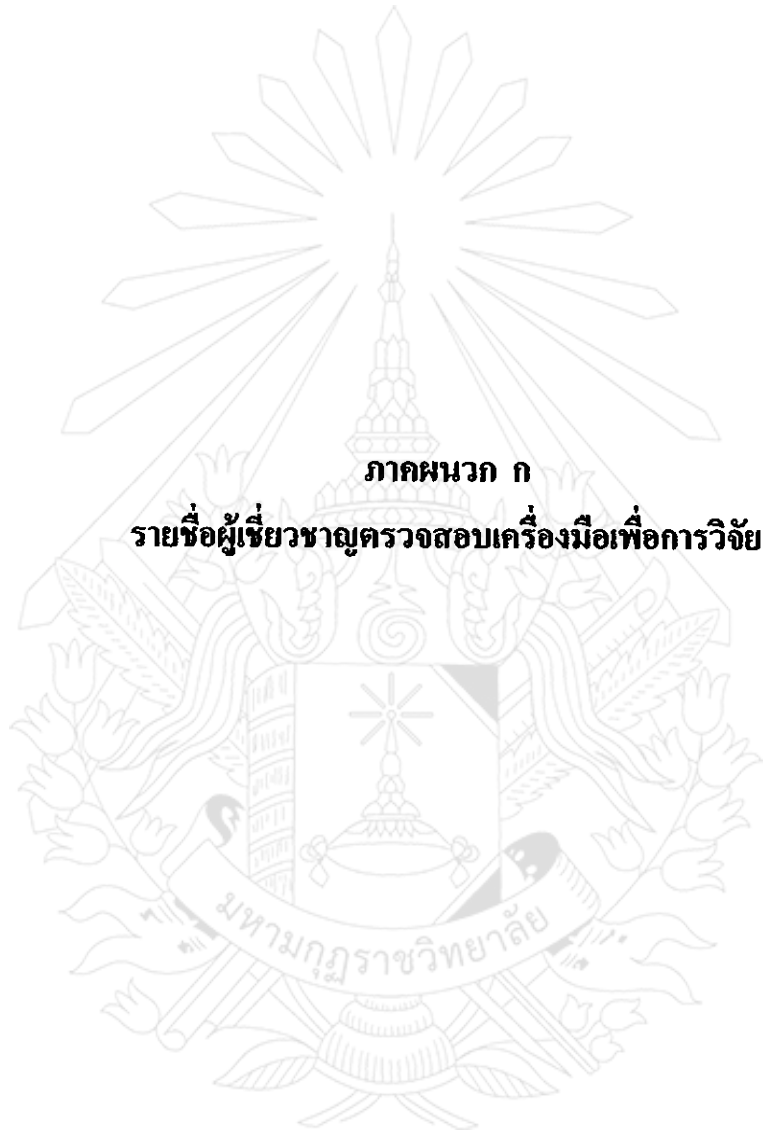 ภาคผนวก ก
รายชื่อผู้เชี่ยวชาญตรวจสอบเครื่องมือเพื่อการวิจัย
มหามกุฏราชวิทยาลัย